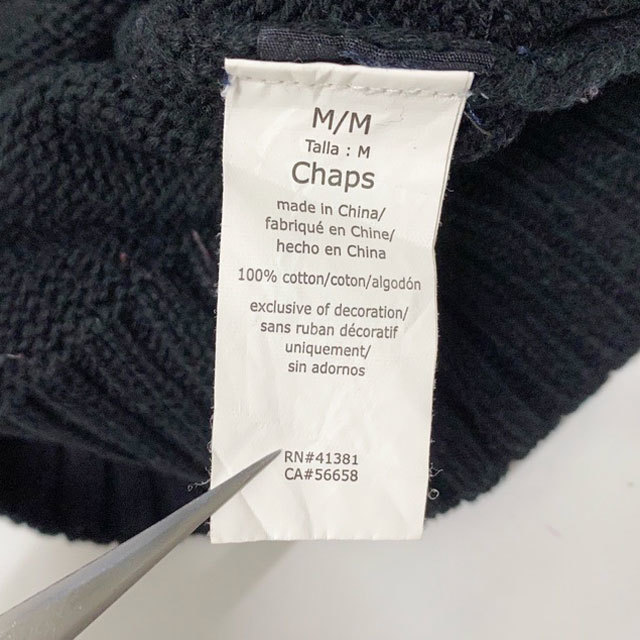 M/M
Talla : M
Chaps
made in China/
fabriqué en Chine/
hecho en China
100% cotton/coton/algodón
exclusive of decoration/
sans ruban décoratif
uniquement/
sin adornos
RN#41381
CA#56658